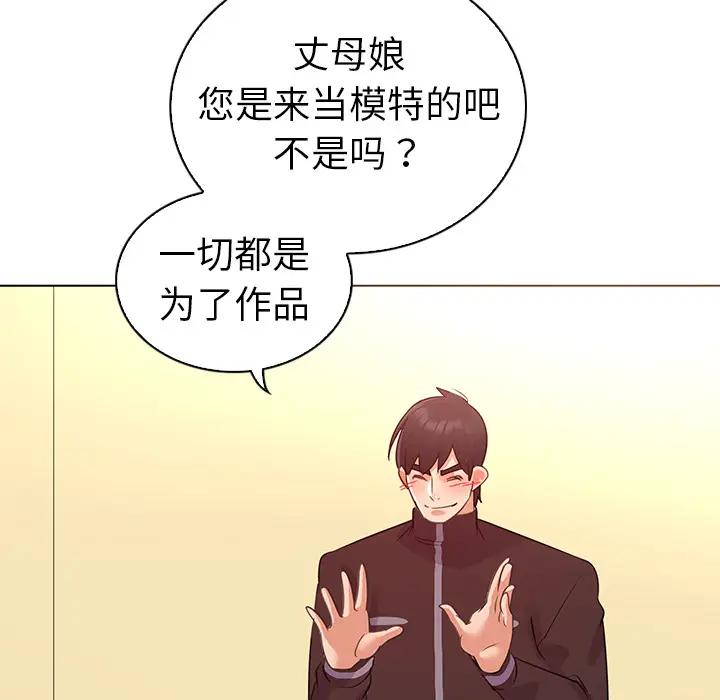 丈母娘
您是来当模特的吧
不是吗？
一切都是
为了作品